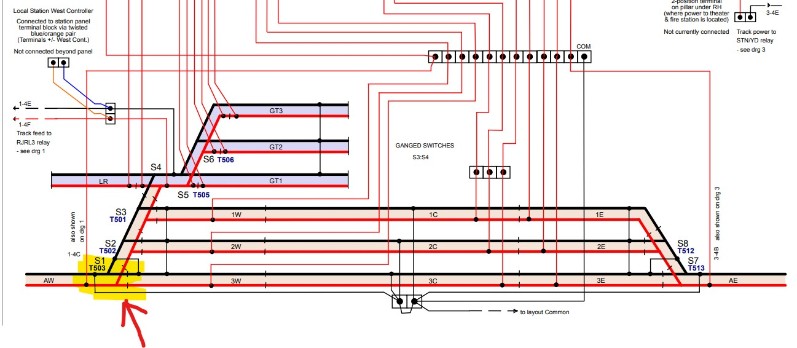 Local Station West Controller
Connected to station panel
terminal block via twisted
blue/orange pair
(Terminals +/- West Cont.)
Not connected beyond panel
2-position terminal
on pillar under RH
(where power to theater
& fire station is located)
Not currently connected
3-4E
Track power to
STN/YD relay
- see drg 3
COM
1-4E
1-4F
Track feed to
RJRL3 relay
- see drg 1
GT3
GT2
GT1
S6 T506
S4
LR
S5 T505
GANGED SWITCHES
S3:S4
also shown
on drg 1
1-4C
S3
T501
1W
1C
1E
S2
T502
2W
2C
2E
S8
T512
S1
T503
S7
T513
also shown on drg 3
3-4B
AW
3W
3C
3E
AE
to layout Common